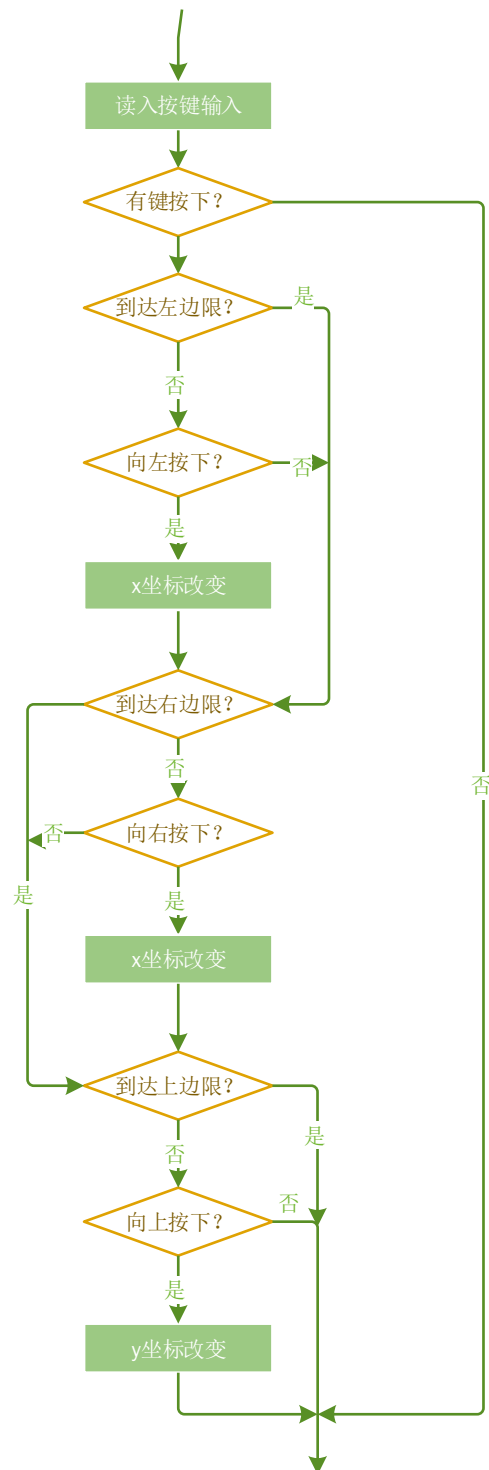 读入按键输入
有键按下？
到达左边限？
是
否
向左按下？
否
是
x坐标改变
到达右边限？
否
否
向右按下？
否
是
是
x坐标改变
到达上边限？
是
否
否
向上按下？
是
y坐标改变